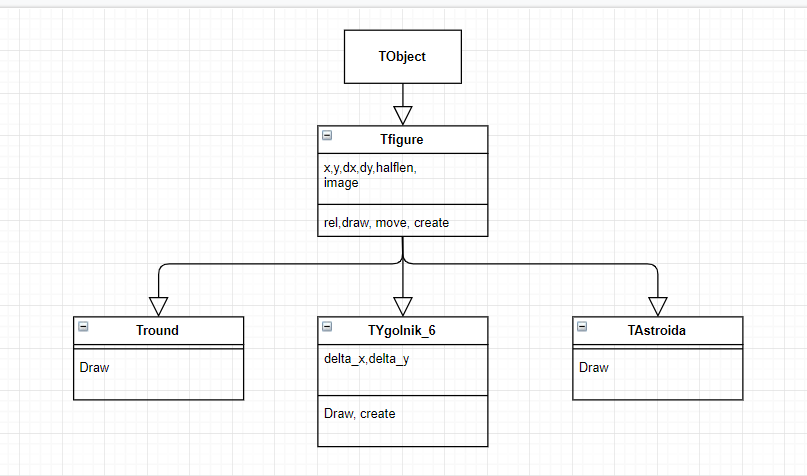 TObject
Tfigure
x,y,dx,dy,halflen,
image
rel,draw, move, create
Tround
Draw
TYgolnik_6
delta_x,delta_y
Draw, create
TAstroida
Draw